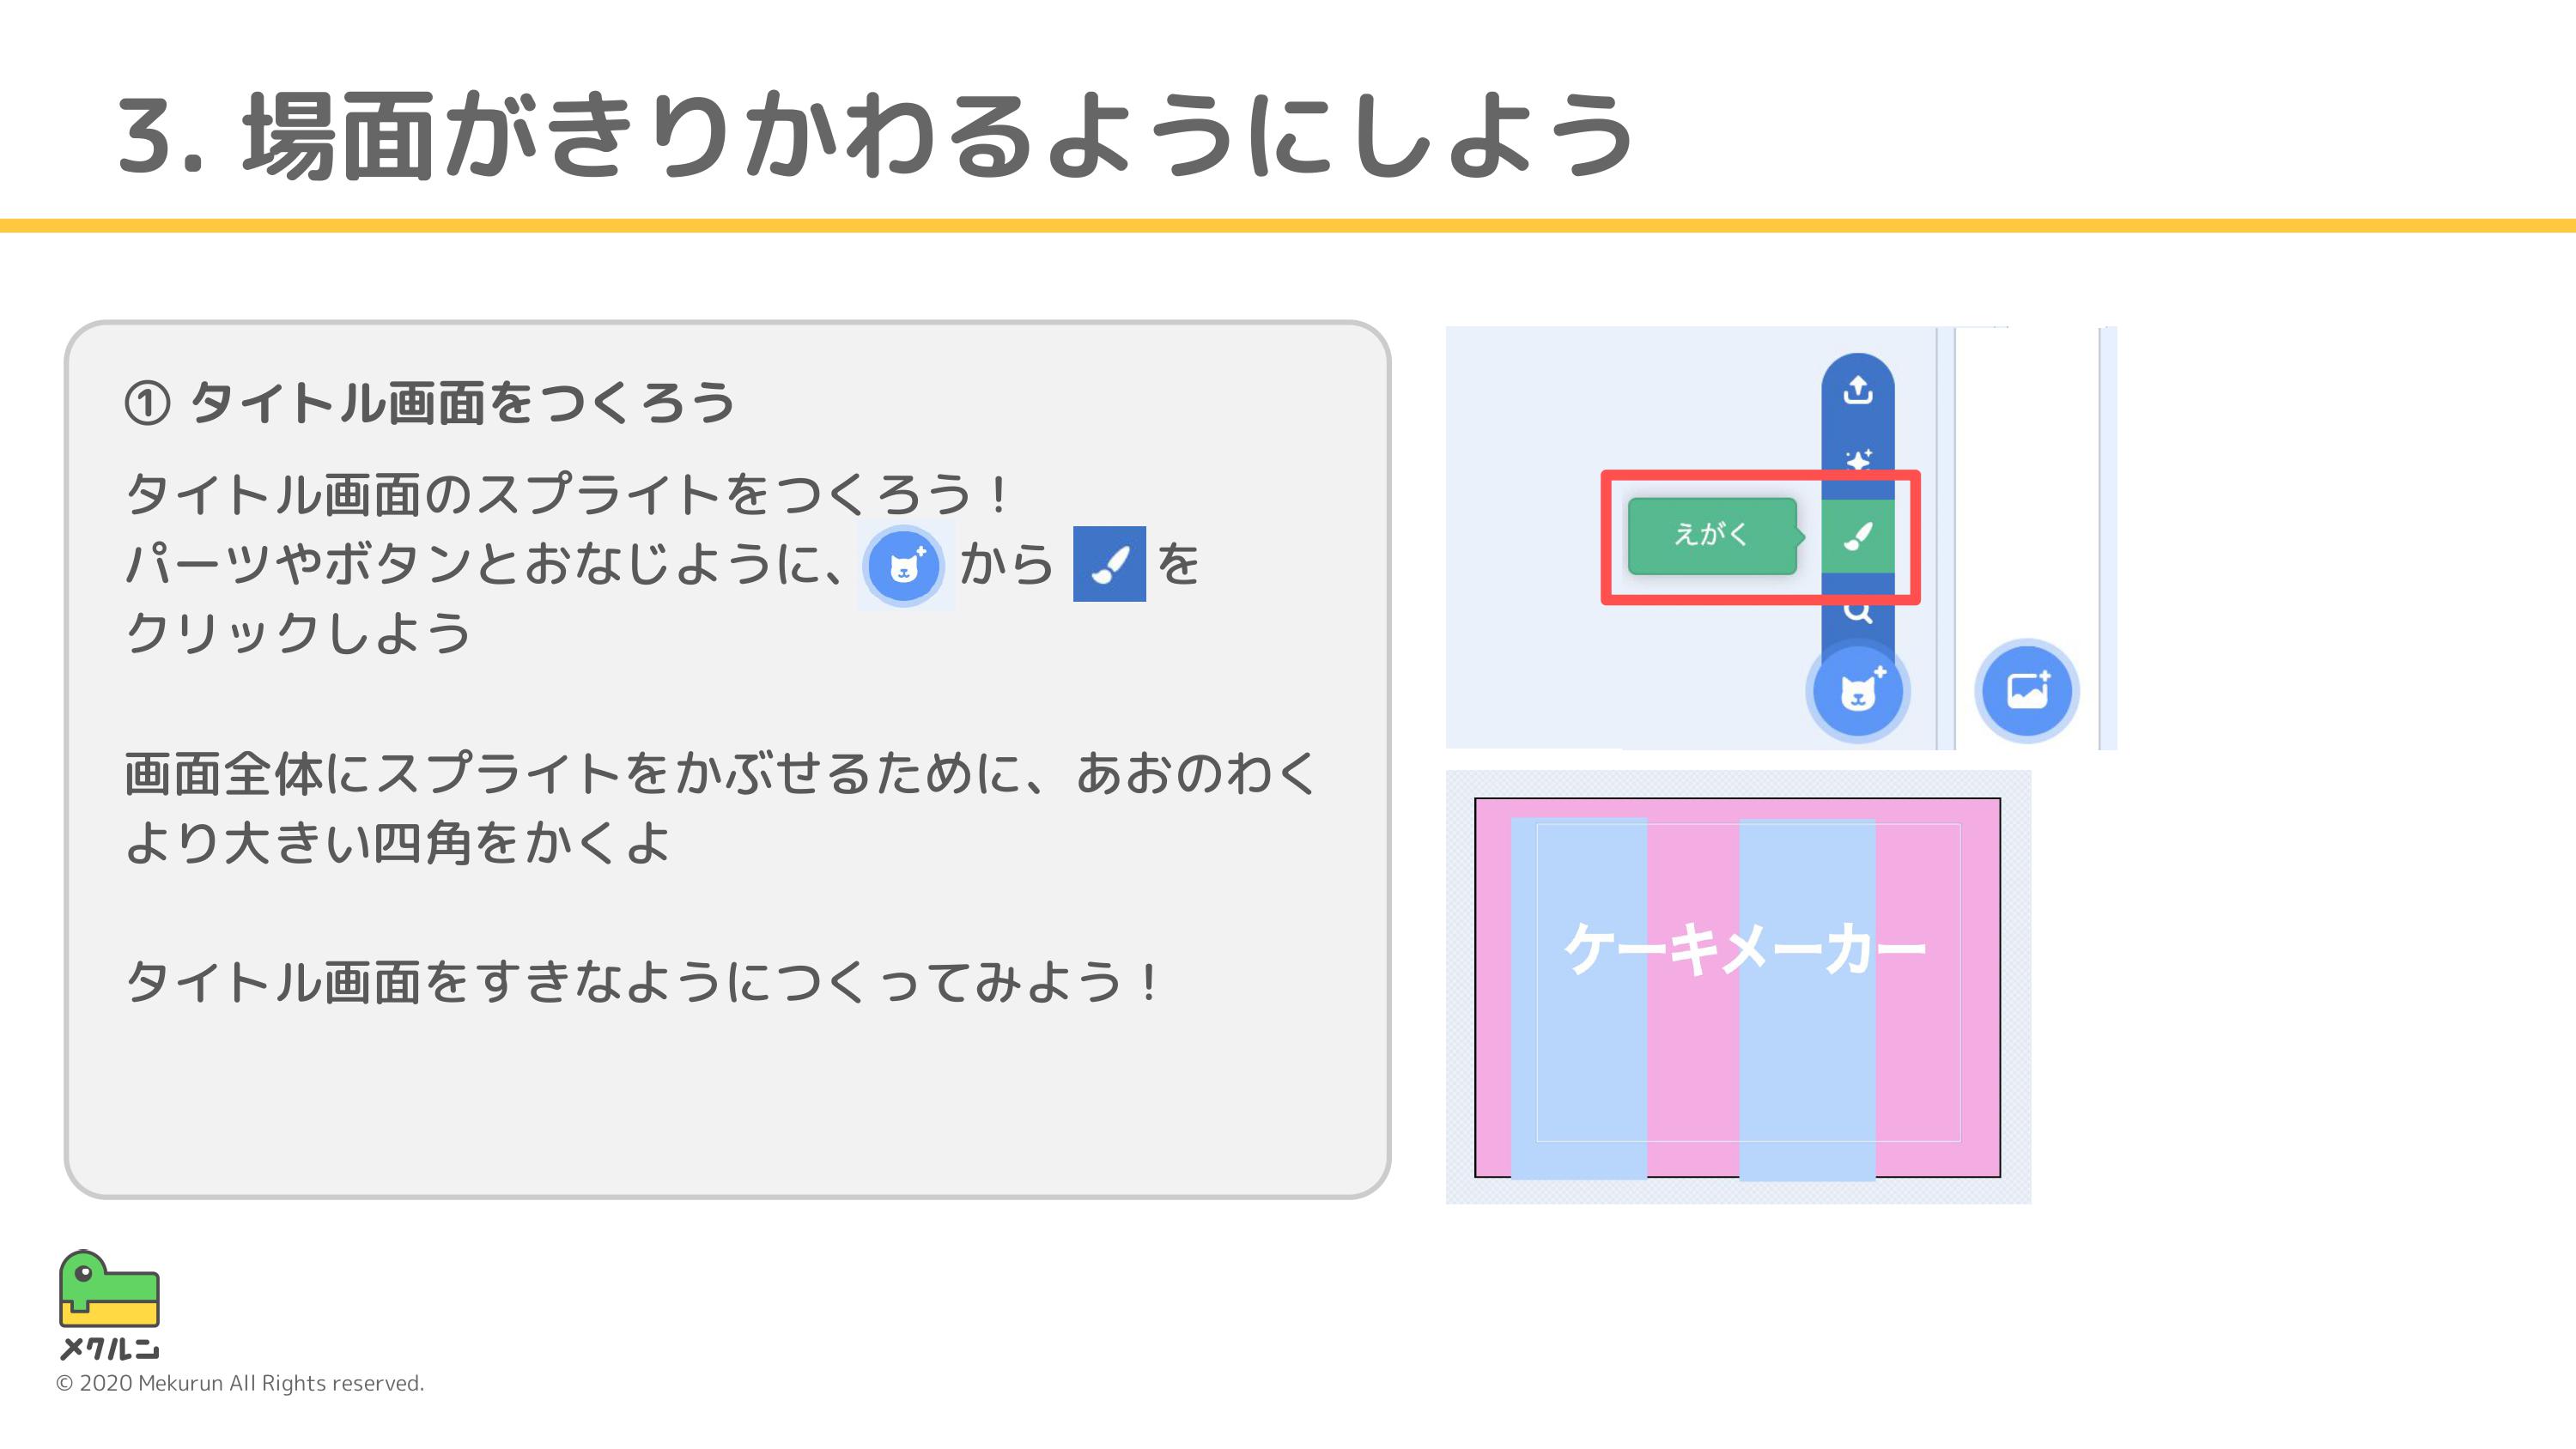 3. 場面がきりかわるようにしよう
① タイトル画面をつくろう
タイトル画面のスプライトをつくろう！
パーツやボタンとおなじように、から を
クリックしよう
画面全体にスプライトをかぶせるために、あおのわく
より大きい四角をかくよ
タイトル画面をすきなようにつくってみよう！
えがく
ケーキメーカー
メクルン
© 2020 Mekurun All Rights reserved.